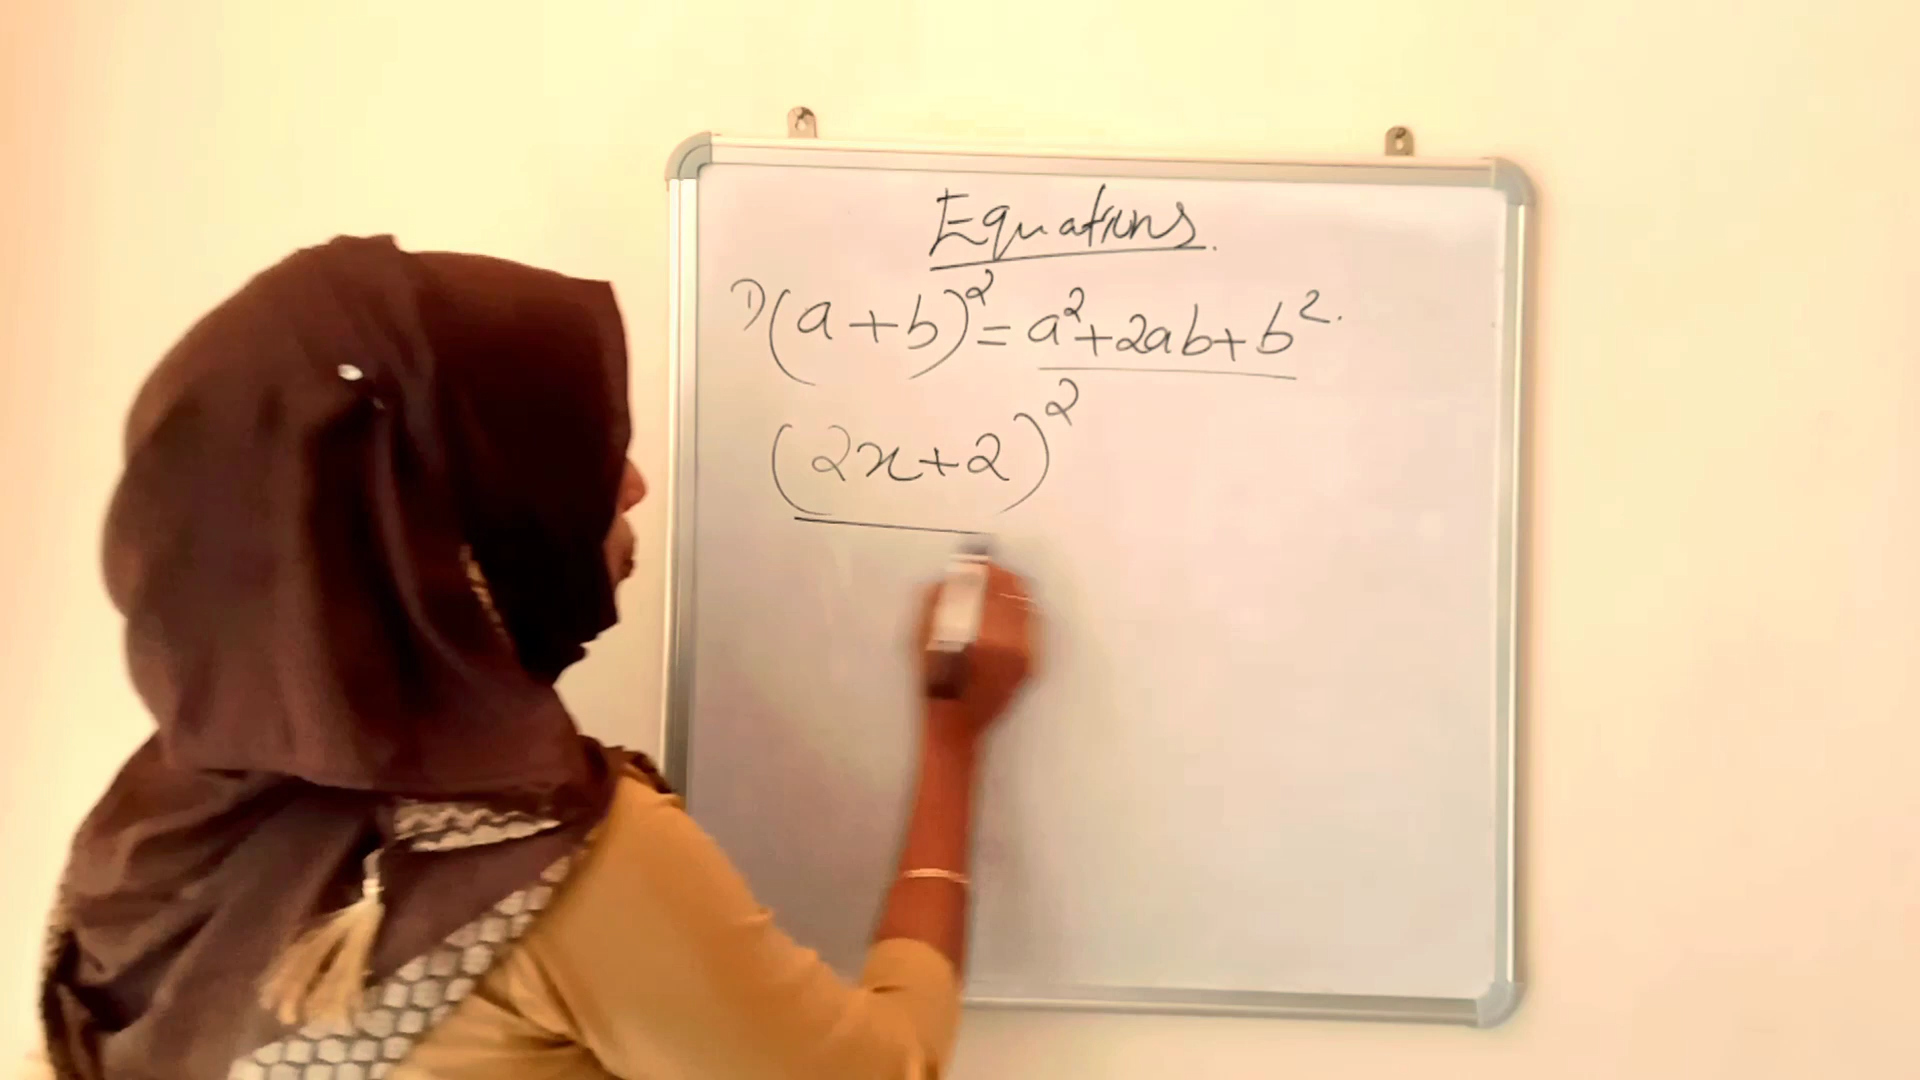 Equations.
1) (a+b)² = a²+2ab+b².
(2x+2)²